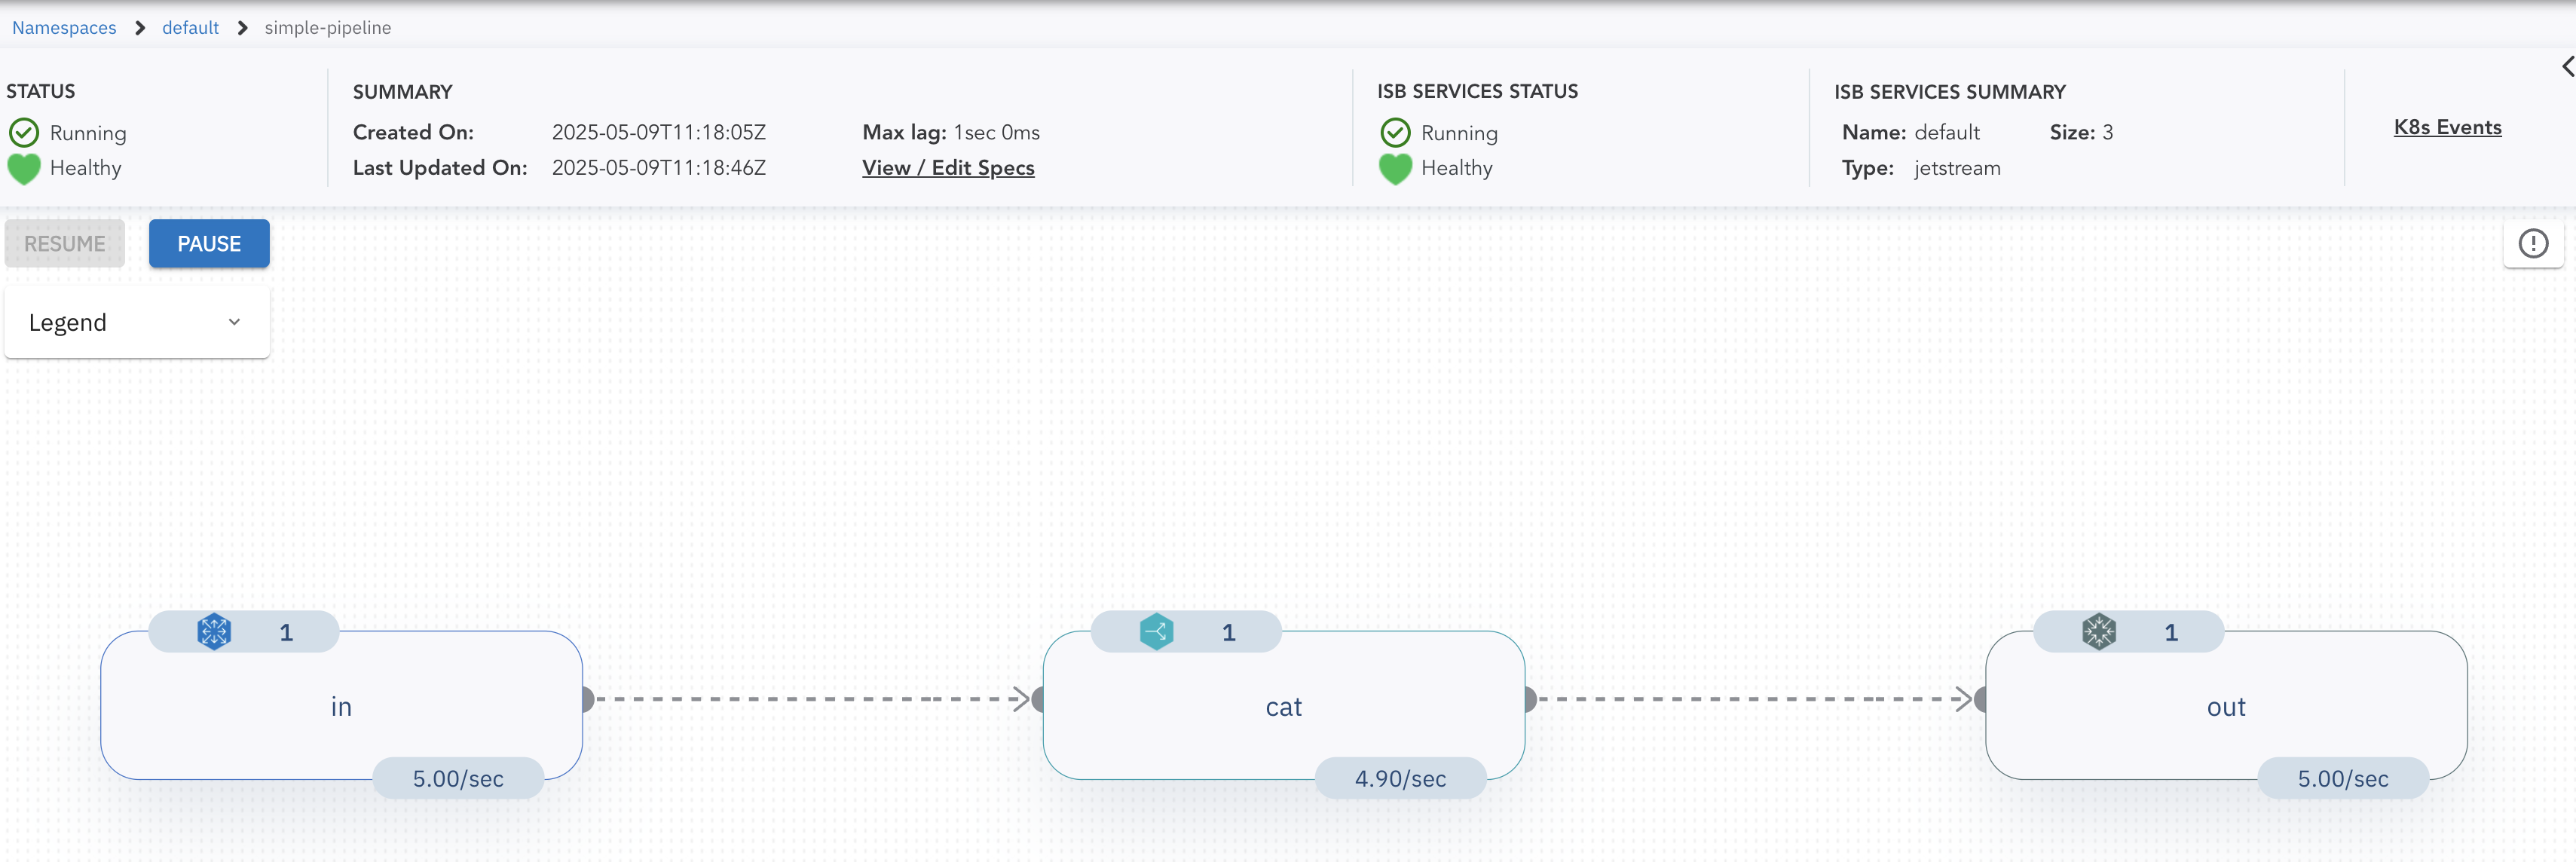 Namespaces > default > simple-pipeline
STATUS
Running
Healthy
SUMMARY
Created On: 2025-05-09T11:18:05Z Max lag: 1sec 0ms
Last Updated On: 2025-05-09T11:18:46Z View / Edit Specs
ISB SERVICES STATUS
Running
Healthy
ISB SERVICES SUMMARY
Name: default Size: 3
Type: jetstream
K8s Events
RESUME PAUSE
Legend
1
in
5.00/sec
1
cat
4.90/sec
1
out
5.00/sec